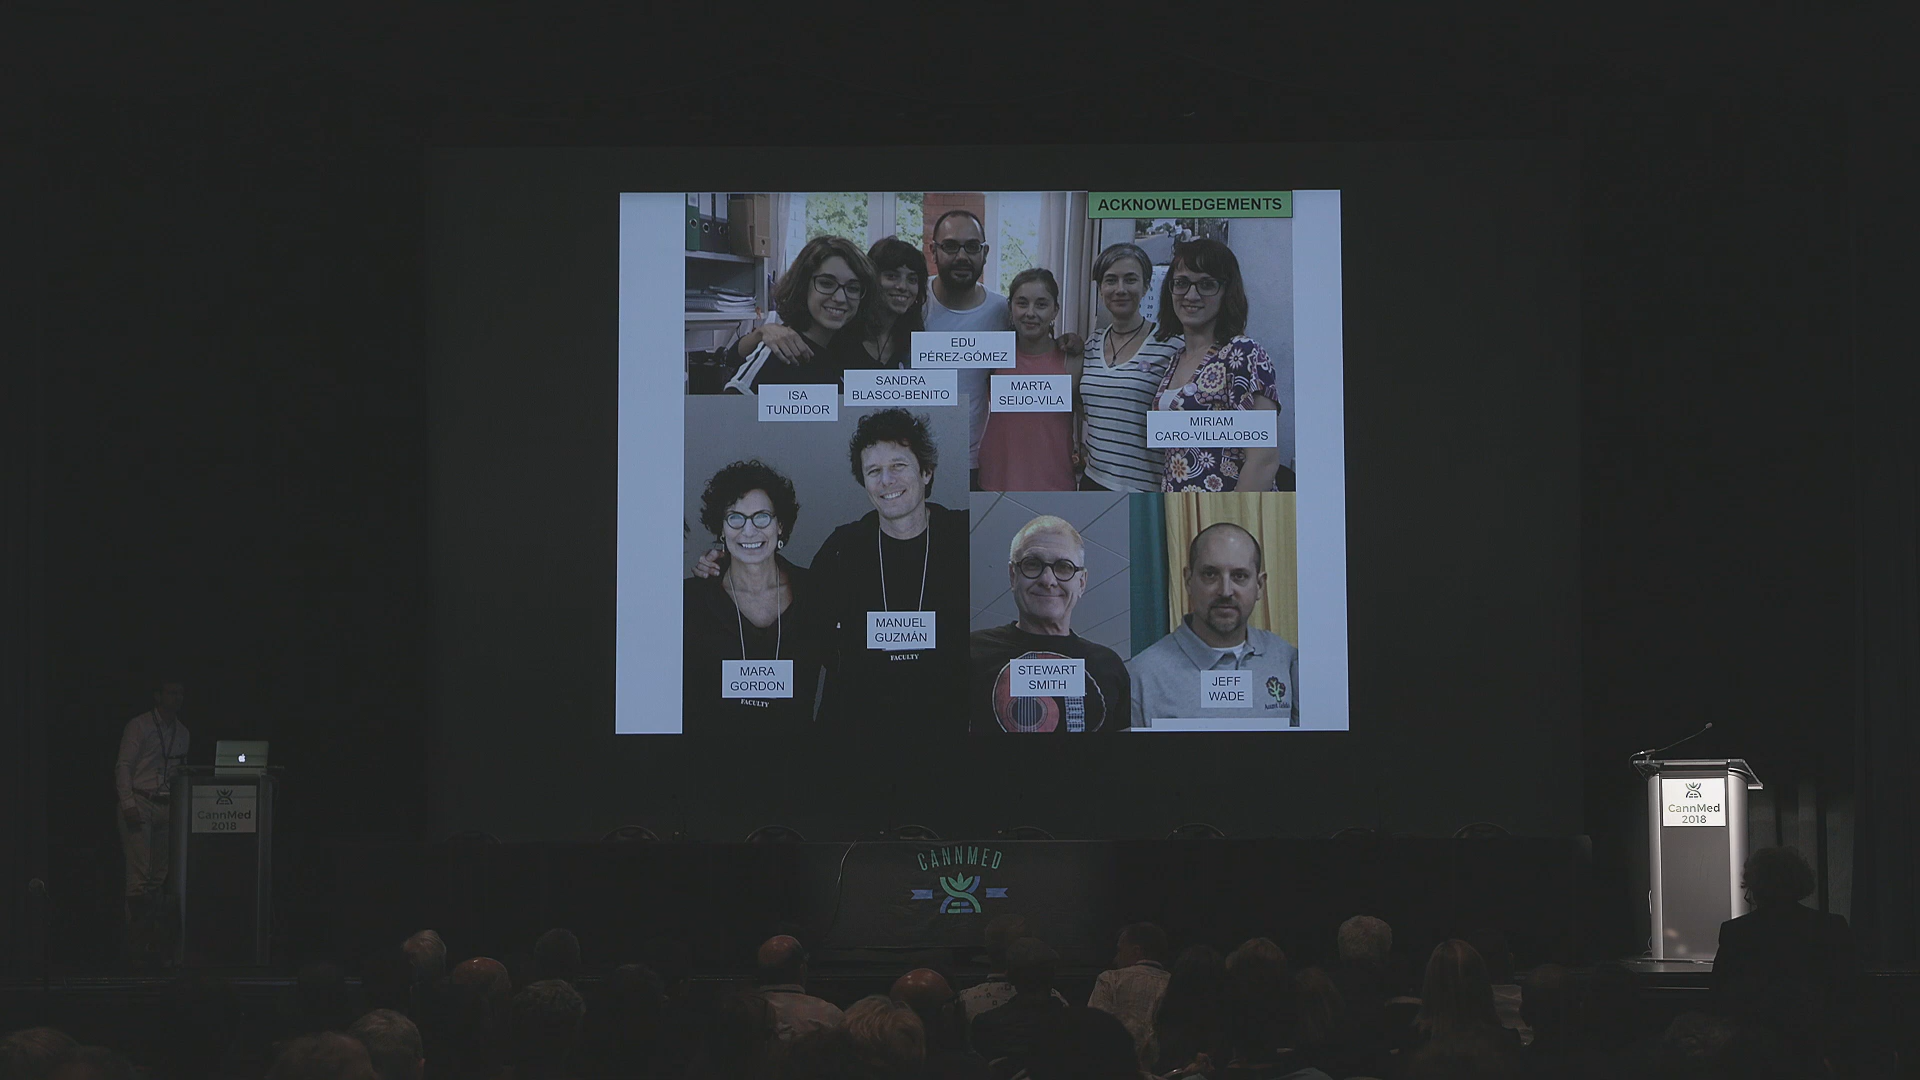 ACKNOWLEDGEMENTS
EDU
PÉREZ-GÓMEZ
ISA
TUNDIDOR
SANDRA
BLASCO-BENITO
MARTA
SEIJO-VILA
MIRIAM
CARO-VILLALOBOS
MANUEL
GUZMÁN
FACULTY
MARA
GORDON
FACULTY
STEWART
SMITH
JEFF
WADE
CannMed
2018
CannMed
2018
CANNMED